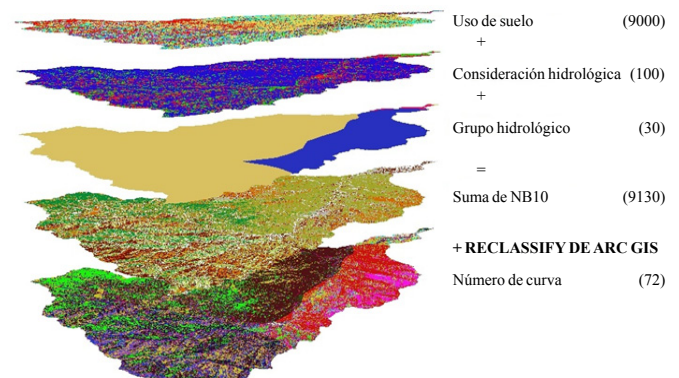 Uso de suelo (9000)
+
Consideración hidrológica (100)
+
Grupo hidrológico (30)
=
Suma de NB10 (9130)
+ RECLASSIFY DE ARC GIS
Número de curva (72)